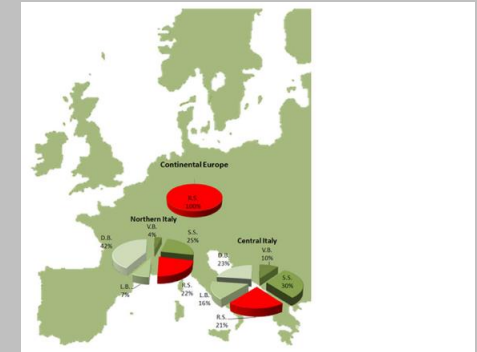 Continental Europe
R.S.
100%
Northern Italy
V.B.
4%
S.S.
25%
D.B.
42%
L.B.
7%
R.S.
22%
Central Italy
V.B.
10%
D.B.
23%
S.S.
30%
L.B.
16%
R.S.
21%